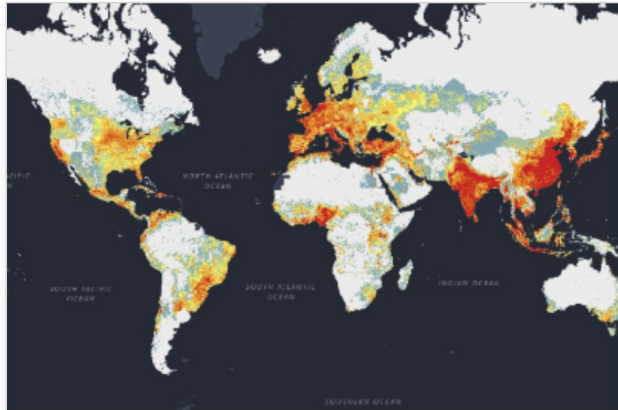 NORTH ATLANTIC
OCEAN
SOUTH PACIFIC
OCEAN
SOUTH ATLANTIC
OCEAN
INDIAN OCEAN
SOUTHERN OCEAN